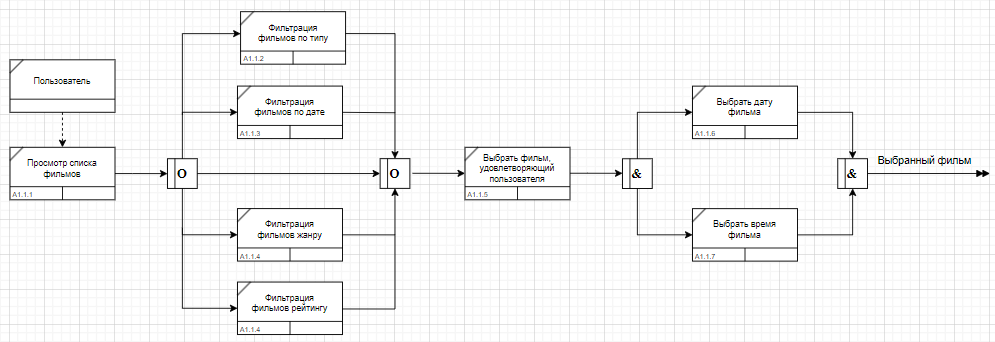 Фильтрация
фильмов по типу
A1.1.2
Пользователь
Фильтрация
фильмов по дате
A1.1.3
Просмотр списка
фильмов
A1.1.1
O
O
Выбрать фильм,
удовлетворяющий
пользователя
A1.1.5
&
Выбрать дату
фильма
A1.1.6
&
Выбранный фильм
Фильтрация
фильмов жанру
A1.1.4
Выбрать время
фильма
A1.1.7
Фильтрация
фильмов рейтингу
A1.1.4